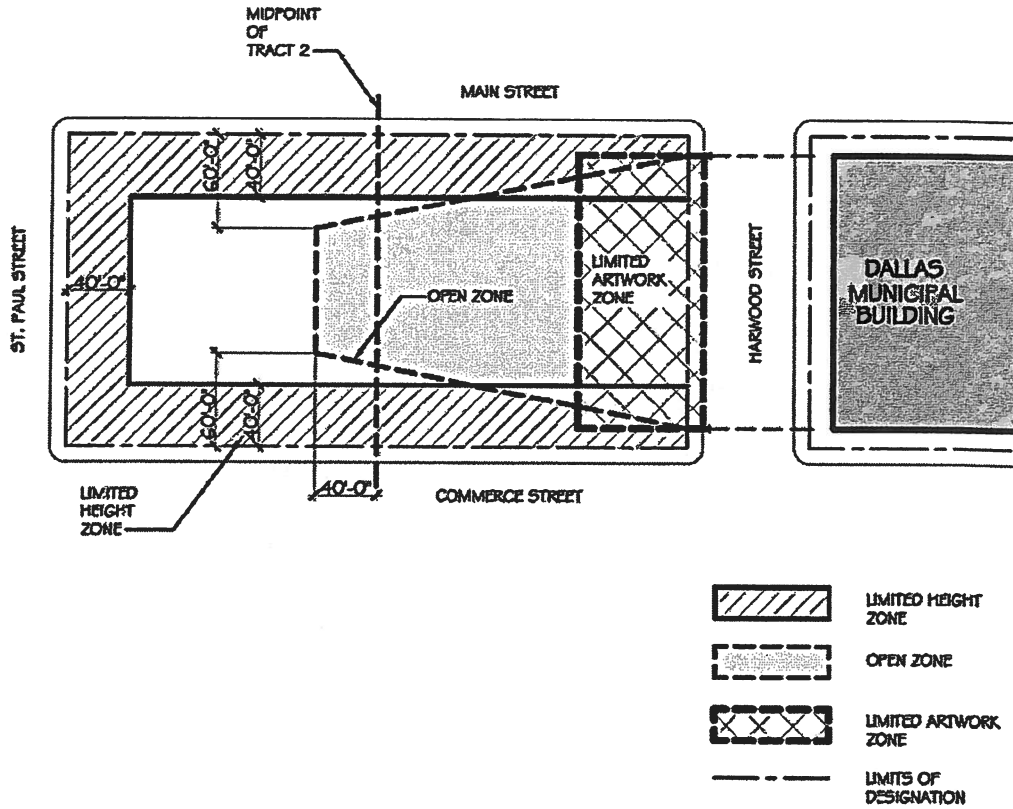 MIDPOINT
OF
TRACT 2
MAIN STREET
60'-0"
40'-0"
ST. PAUL STREET
40'-0"
OPEN ZONE
LIMITED
ARTWORK
ZONE
HARWOOD STREET
DALLAS
MUNICIPAL
BUILDING
60'-0"
40'-0"
LIMITED
HEIGHT
ZONE
40'-0"
COMMERCE STREET
LIMITED HEIGHT
ZONE
OPEN ZONE
LIMITED ARTWORK
ZONE
LIMITS OF
DESIGNATION